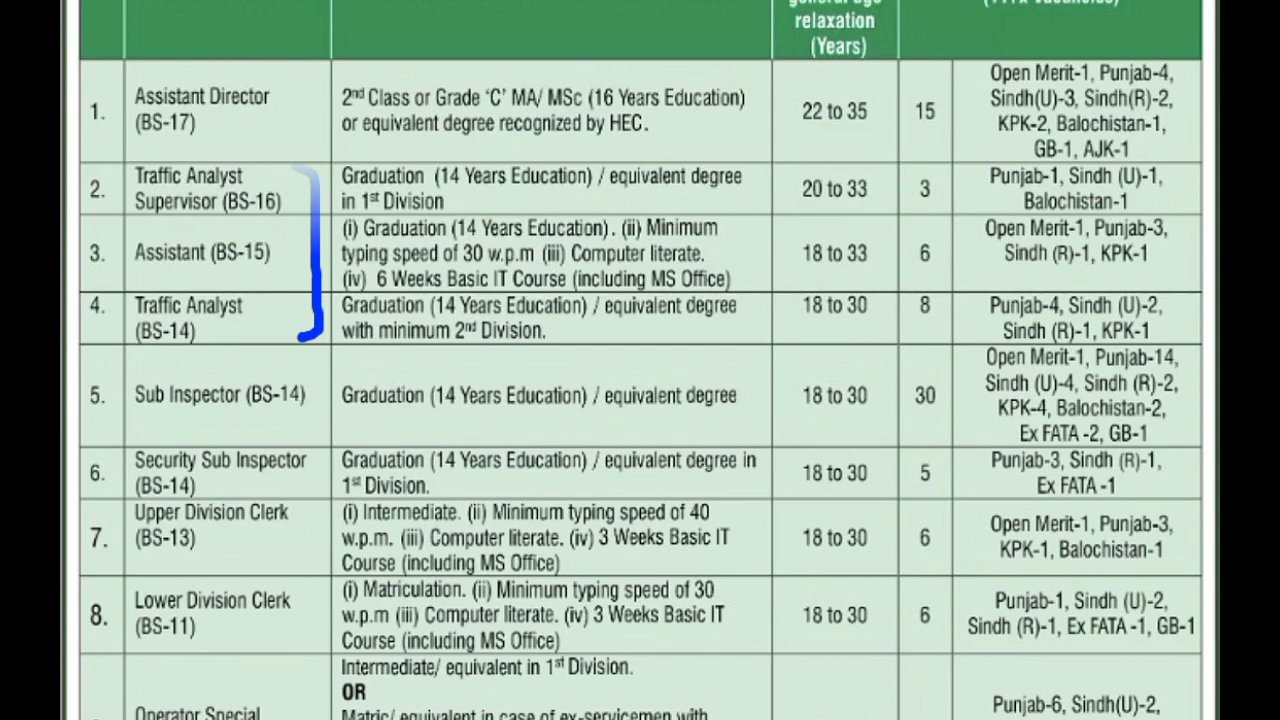 general age
relaxation
(Years)
1.
Assistant Director
(BS-17)
2nd Class or Grade ‘C’ MA/ MSc (16 Years Education)
or equivalent degree recognized by HEC.
22 to 35
15
Open Merit-1, Punjab-4,
Sindh(U)-3, Sindh(R)-2,
KPK-2, Balochistan-1,
GB-1, AJK-1
2.
Traffic Analyst
Supervisor (BS-16)
Graduation (14 Years Education) / equivalent degree
in 1st Division
20 to 33
3
Punjab-1, Sindh (U)-1,
Balochistan-1
3.
Assistant (BS-15)
(i) Graduation (14 Years Education). (ii) Minimum
typing speed of 30 w.p.m (iii) Computer literate.
(iv) 6 Weeks Basic IT Course (including MS Office)
18 to 33
6
Open Merit-1, Punjab-3,
Sindh (R)-1, KPK-1
4.
Traffic Analyst
(BS-14)
Graduation (14 Years Education) / equivalent degree
with minimum 2nd Division.
18 to 30
8
Punjab-4, Sindh (U)-2,
Sindh (R)-1, KPK-1
5.
Sub Inspector (BS-14)
Graduation (14 Years Education) / equivalent degree
18 to 30
30
Open Merit-1, Punjab-14,
Sindh (U)-4, Sindh (R)-2,
KPK-4, Balochistan-2,
Ex FATA -2, GB-1
6.
Security Sub Inspector
(BS-14)
Graduation (14 Years Education) / equivalent degree in
1st Division.
18 to 30
5
Punjab-3, Sindh (R)-1,
Ex FATA -1
7.
Upper Division Clerk
(BS-13)
(i) Intermediate. (ii) Minimum typing speed of 40
w.p.m. (iii) Computer literate. (iv) 3 Weeks Basic IT
Course (including MS Office)
18 to 30
6
Open Merit-1, Punjab-3,
KPK-1, Balochistan-1
8.
Lower Division Clerk
(BS-11)
(i) Matriculation. (ii) Minimum typing speed of 30
w.p.m (iii) Computer literate. (iv) 3 Weeks Basic IT
Course (including MS Office)
18 to 30
6
Punjab-1, Sindh (U)-2,
Sindh (R)-1, Ex FATA -1, GB-1
Operator Special
Intermediate/ equivalent in 1st Division.
OR
Matric/ equivalent in case of ex-servicemen with
Punjab-6, Sindh(U)-2,